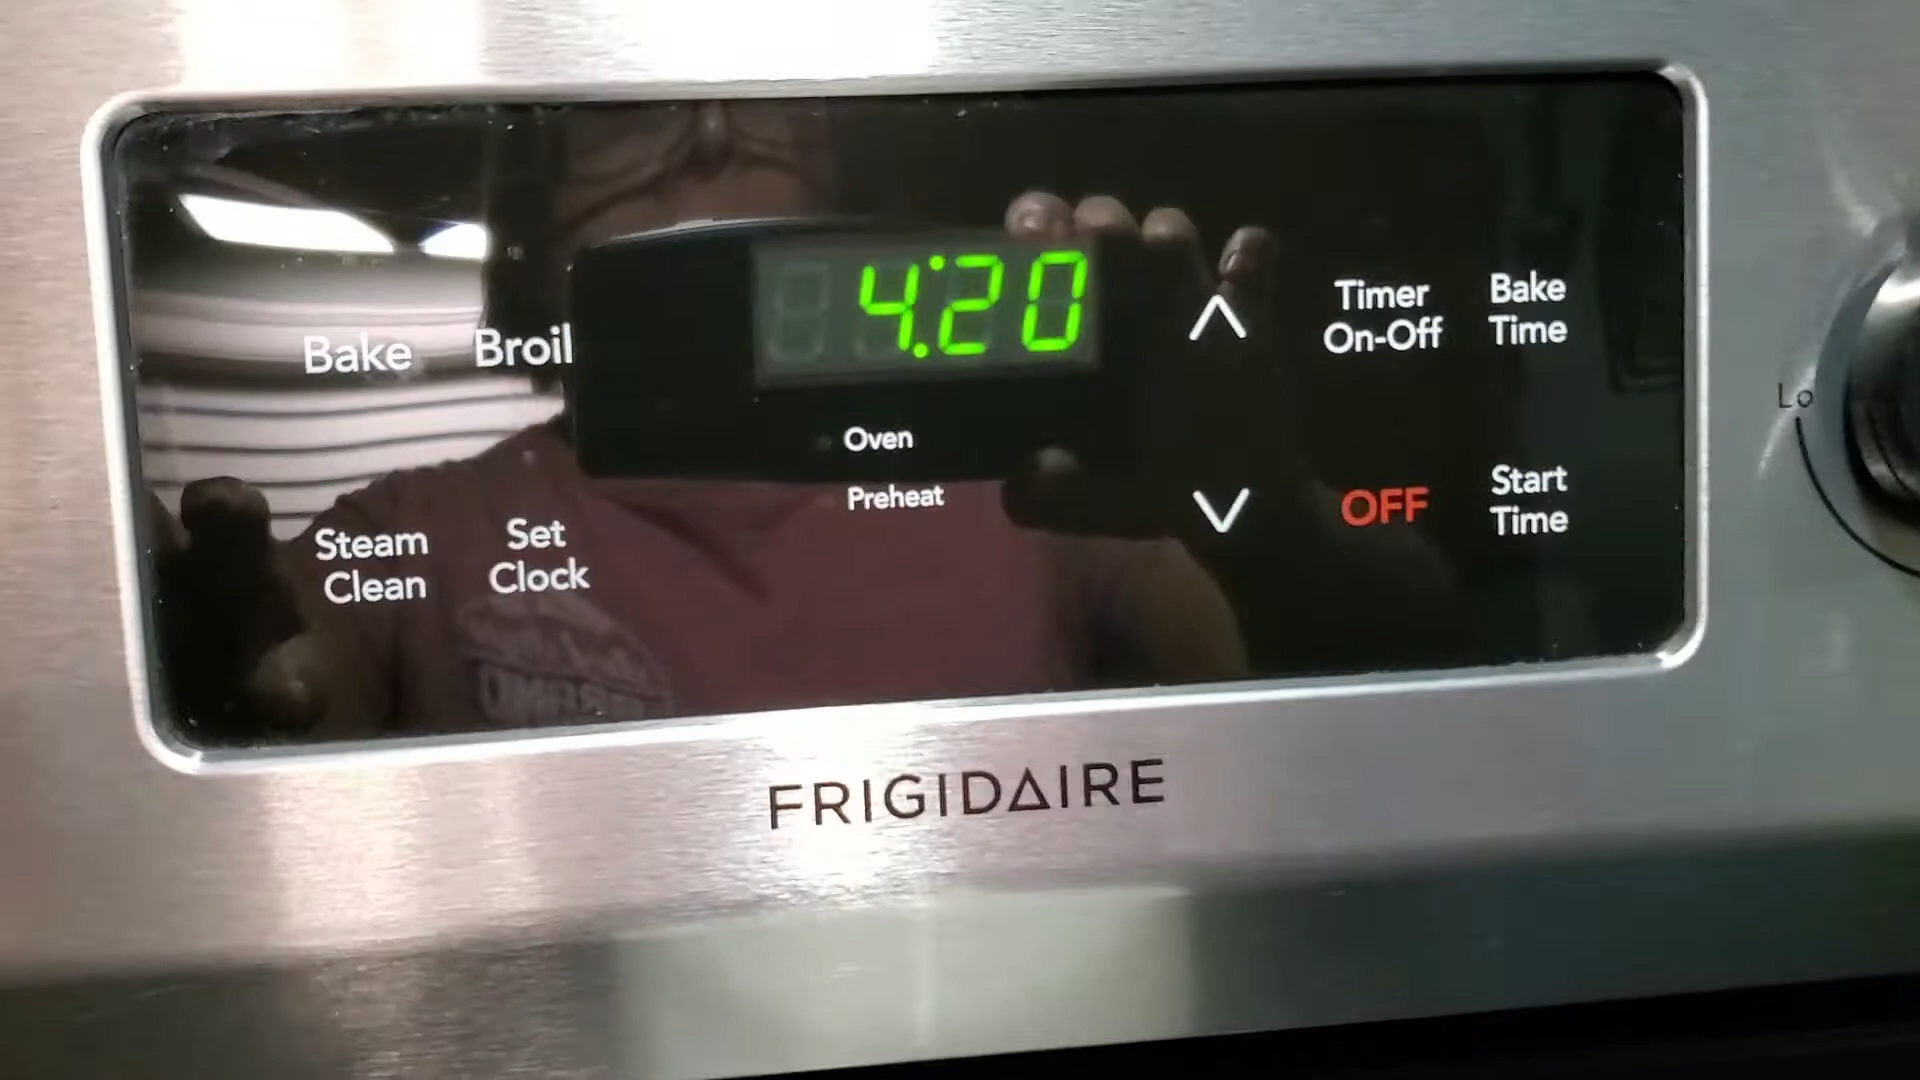 4:20
Bake Broil
Timer
On-Off
Bake
Time
Lo
Oven
Preheat
Steam
Clean
Set
Clock
OFF
Start
Time
FRIGIDAIRE